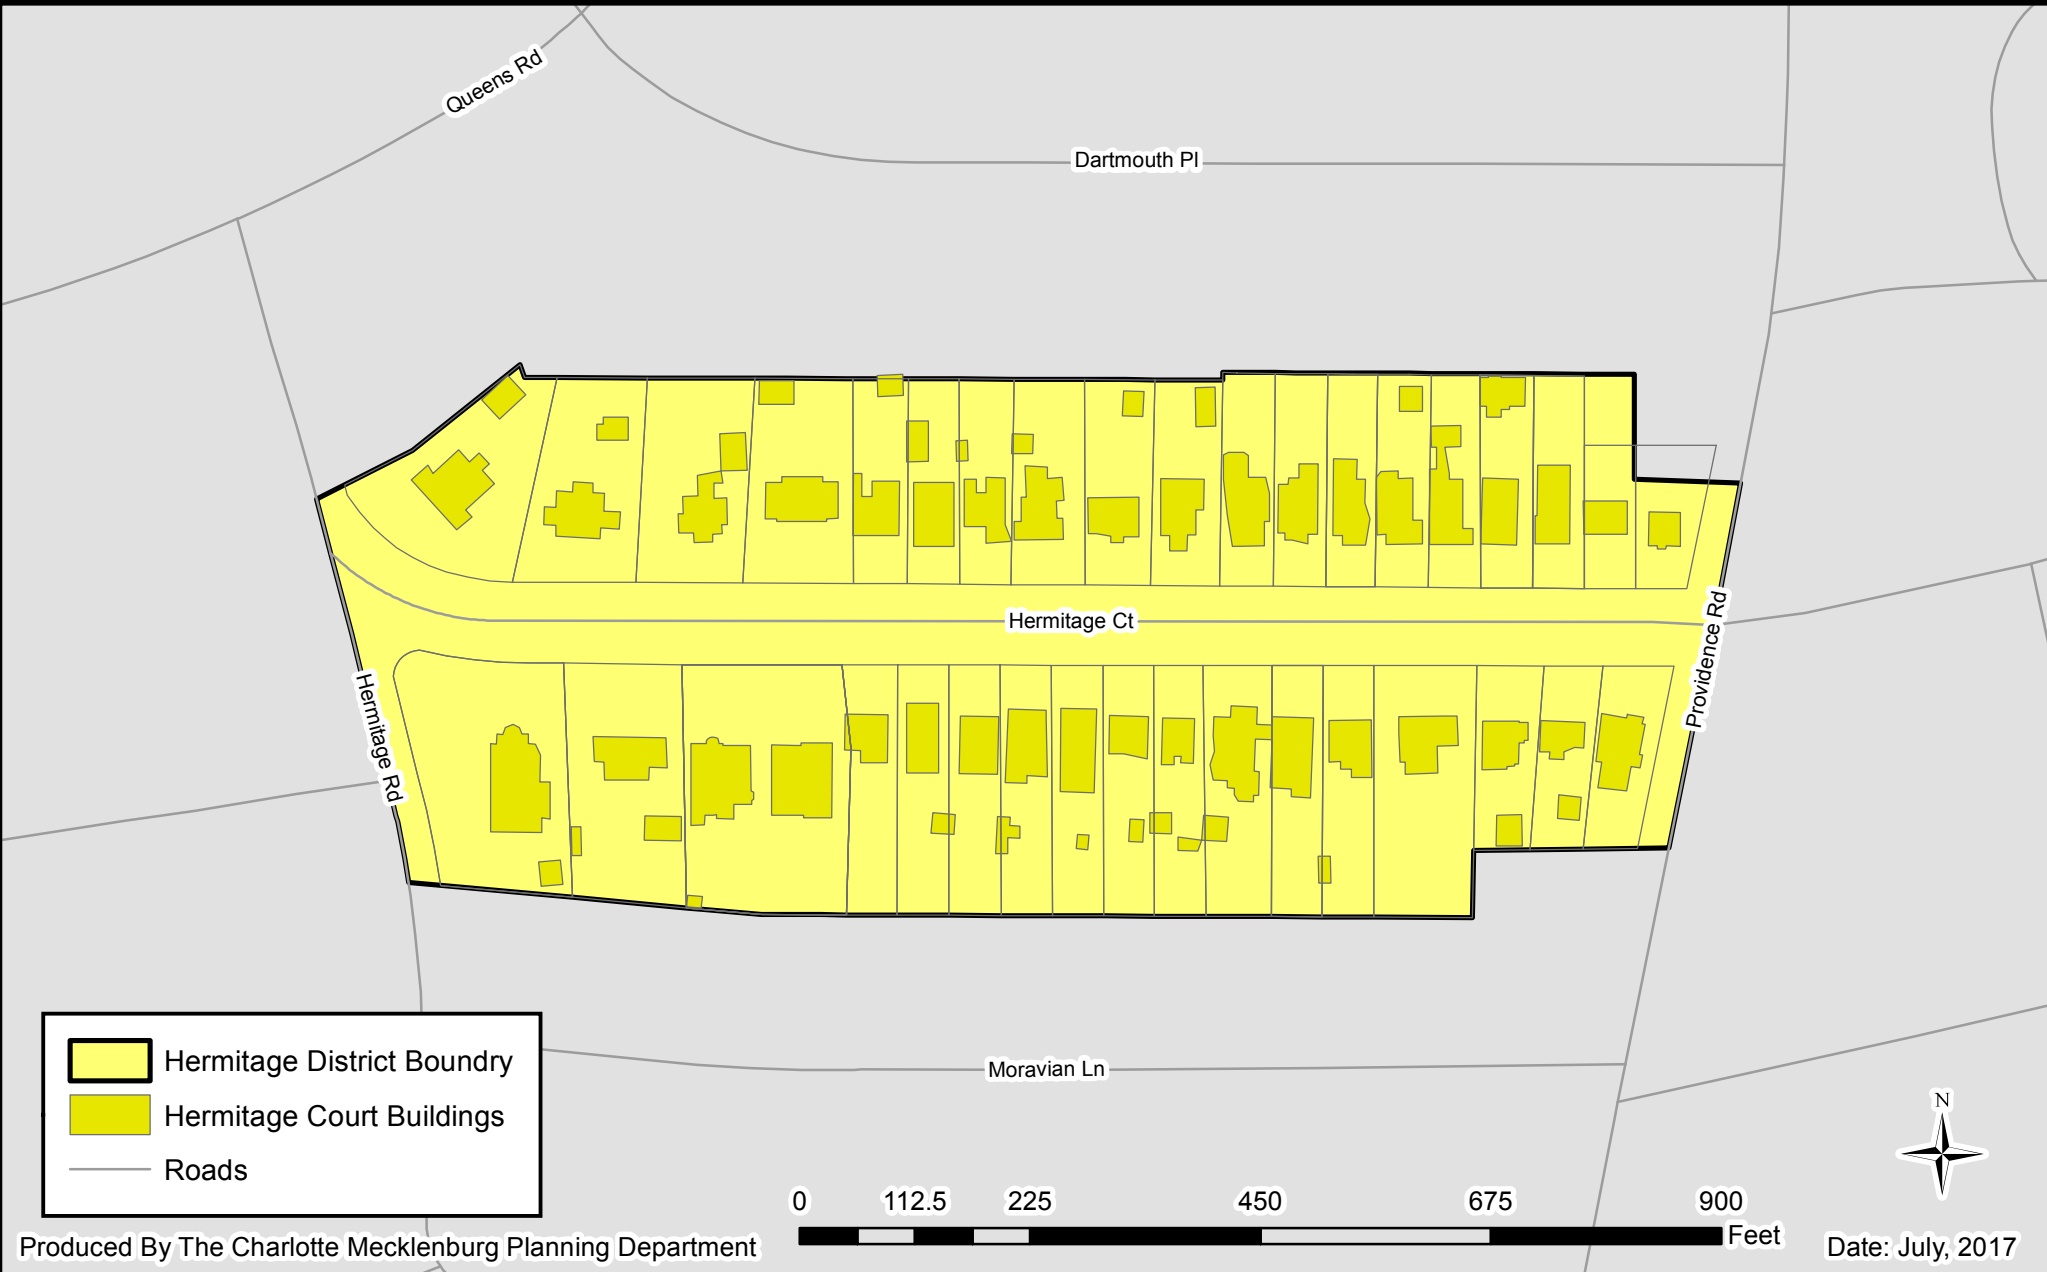 Queens Rd
Dartmouth Pl
Hermitage Ct
Providence Rd
Hermitage Rd
Moravian Ln
Hermitage District Boundry
Hermitage Court Buildings
Roads
N
0 112.5 225 450 675 900
Feet
Produced By The Charlotte Mecklenburg Planning Department
Date: July, 2017